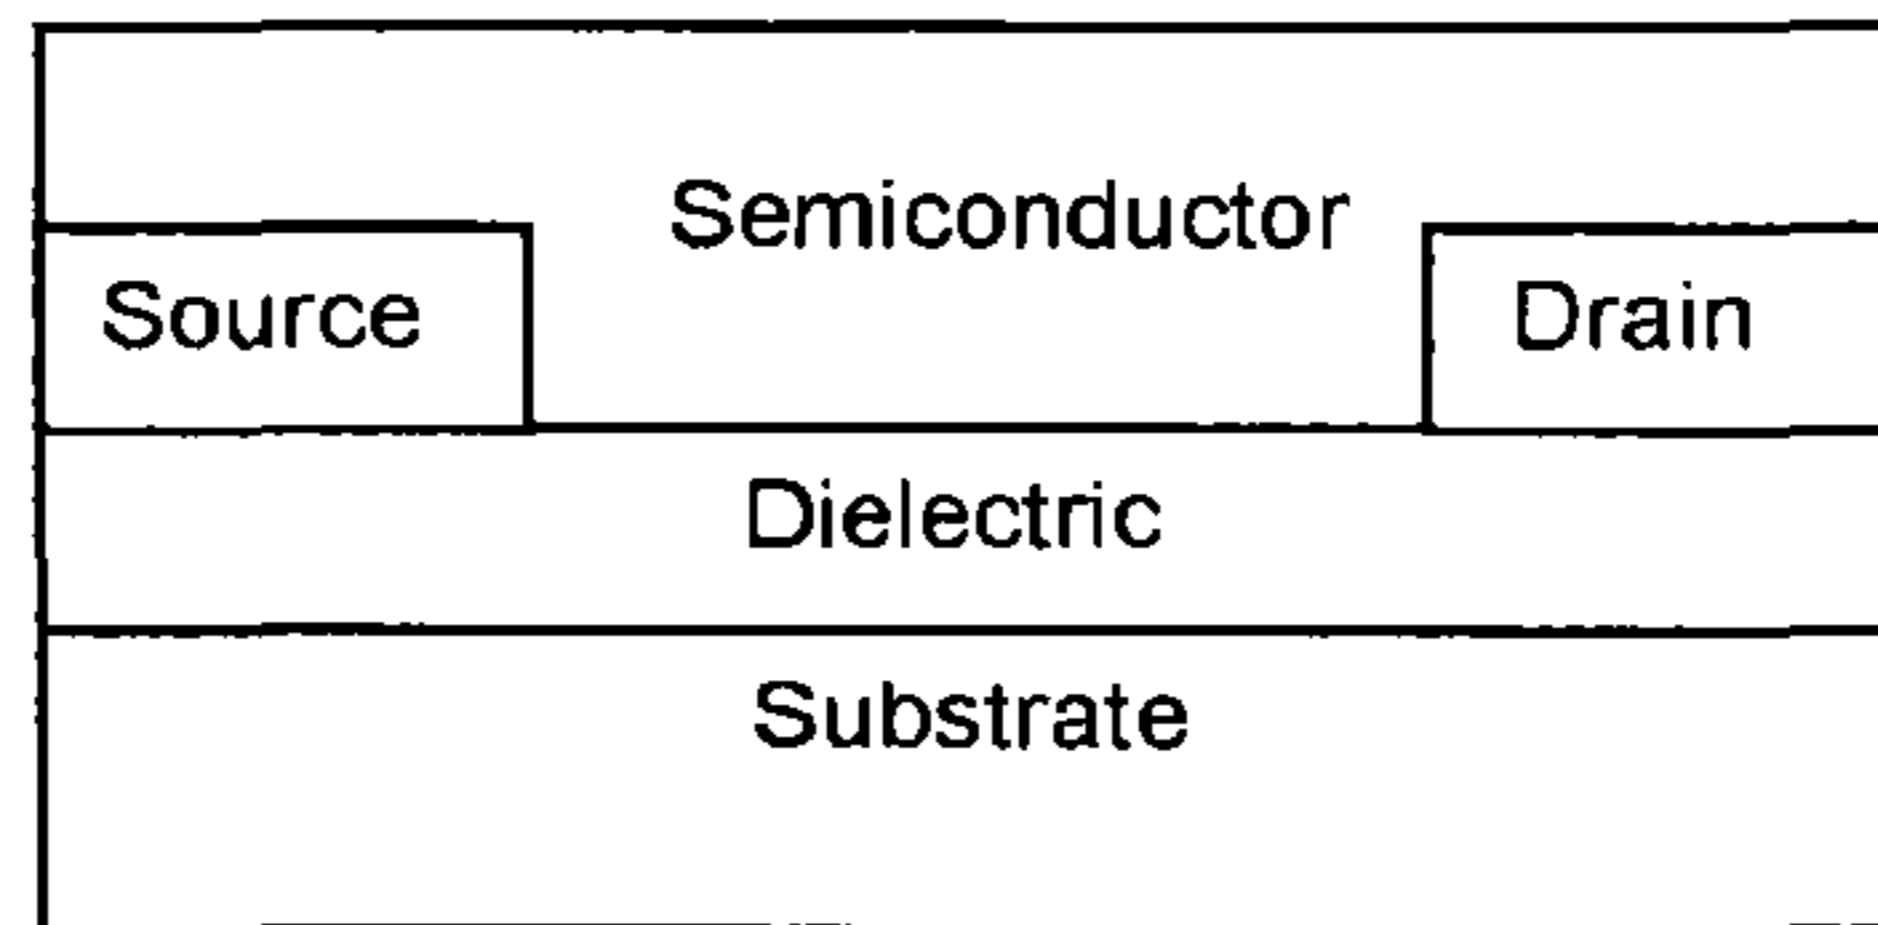 Semiconductor
Source
Drain
Dielectric
Substrate